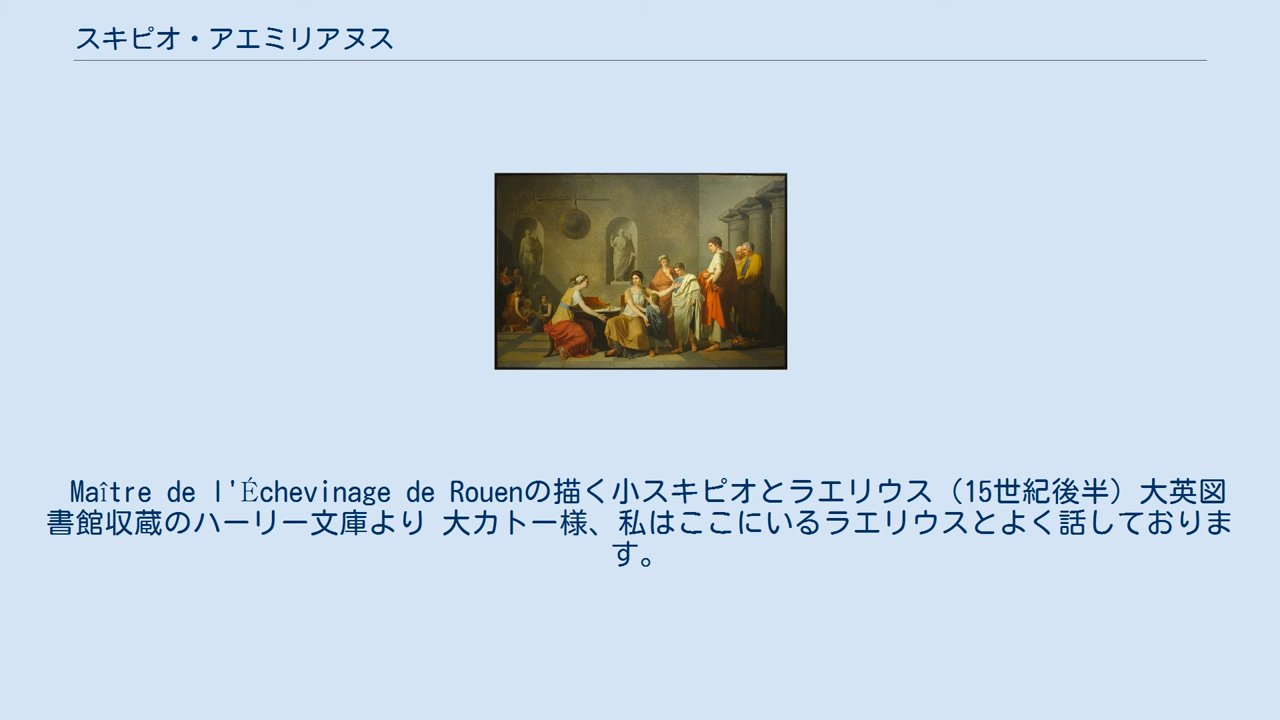 スキピオ・アエミリアヌス
Maître de l'Échevinage de Rouenの描く小スキピオとラエリウス（15世紀後半）大英図
書館収蔵のハーリー文庫より 大カトー様、私はここにいるラエリウスとよく話しておりま
す。